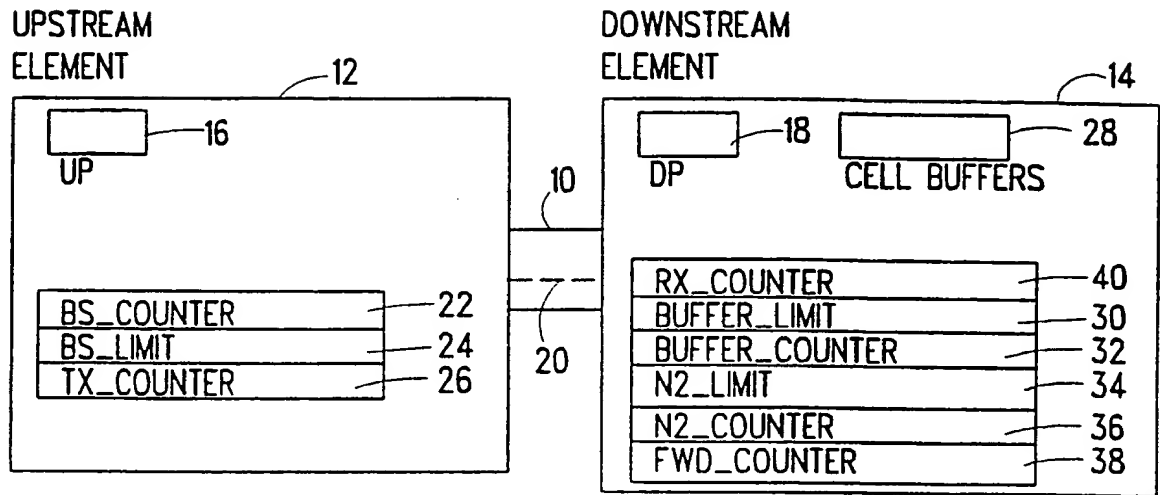 UPSTREAM
ELEMENT
12
16
UP
BS_COUNTER
22
BS_LIMIT
24
TX_COUNTER
26
10
20
DOWNSTREAM
ELEMENT
14
18
DP
28
CELL BUFFERS
RX_COUNTER
40
BUFFER_LIMIT
30
BUFFER_COUNTER
32
N2_LIMIT
34
N2_COUNTER
36
FWD_COUNTER
38